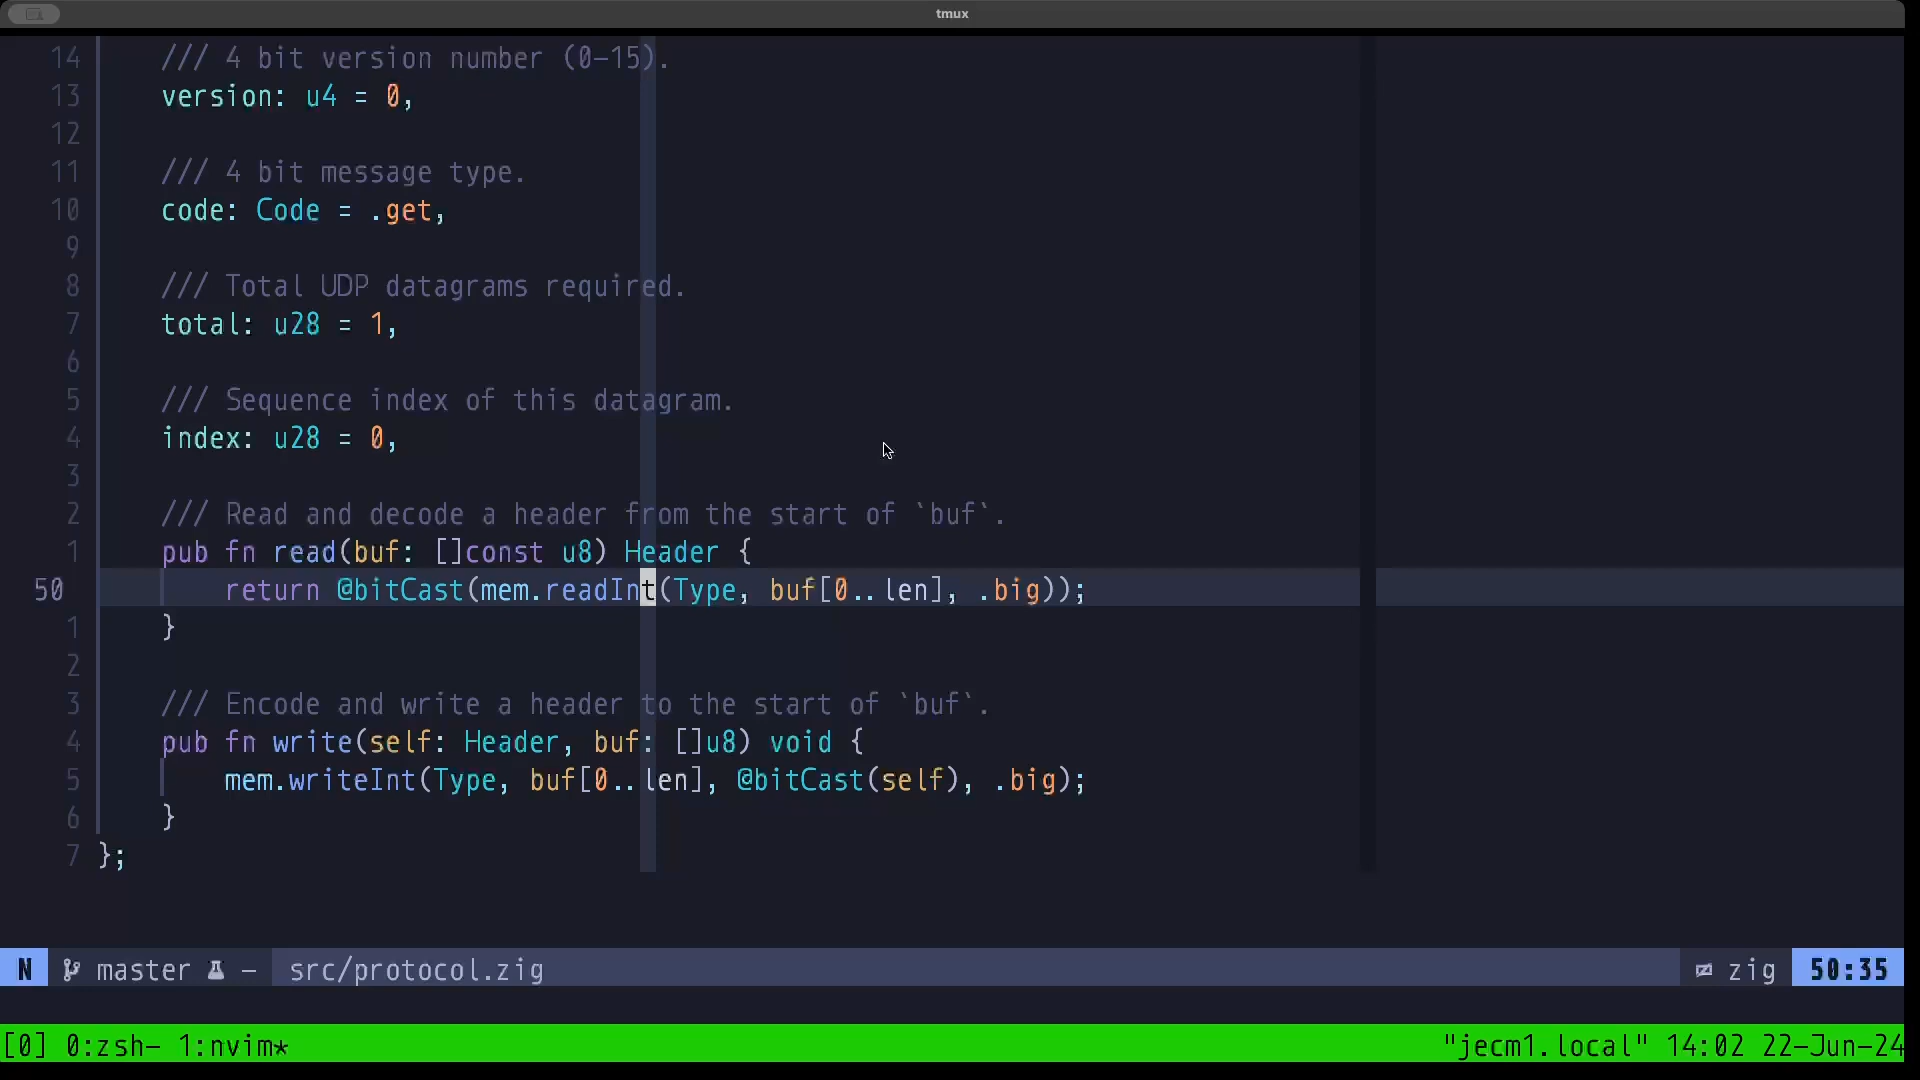 tmux
14 /// 4 bit version number (0-15).
13 version: u4 = 0,
12
11 /// 4 bit message type.
10 code: Code = .get,
9
8 /// Total UDP datagrams required.
7 total: u28 = 1,
6
5 /// Sequence index of this datagram.
4 index: u28 = 0,
3
2 /// Read and decode a header from the start of `buf`.
1 pub fn read(buf: []const u8) Header {
50 return @bitCast(mem.readInt(Type, buf[0..len], .big));
1 }
2
3 /// Encode and write a header to the start of `buf`.
4 pub fn write(self: Header, buf: []u8) void {
5 mem.writeInt(Type, buf[0..len], @bitCast(self), .big);
6 }
7 };
N master – src/protocol.zig zig 50:35
[0] 0:zsh- 1:nvim* "jecm1.local" 14:02 22-Jun-24